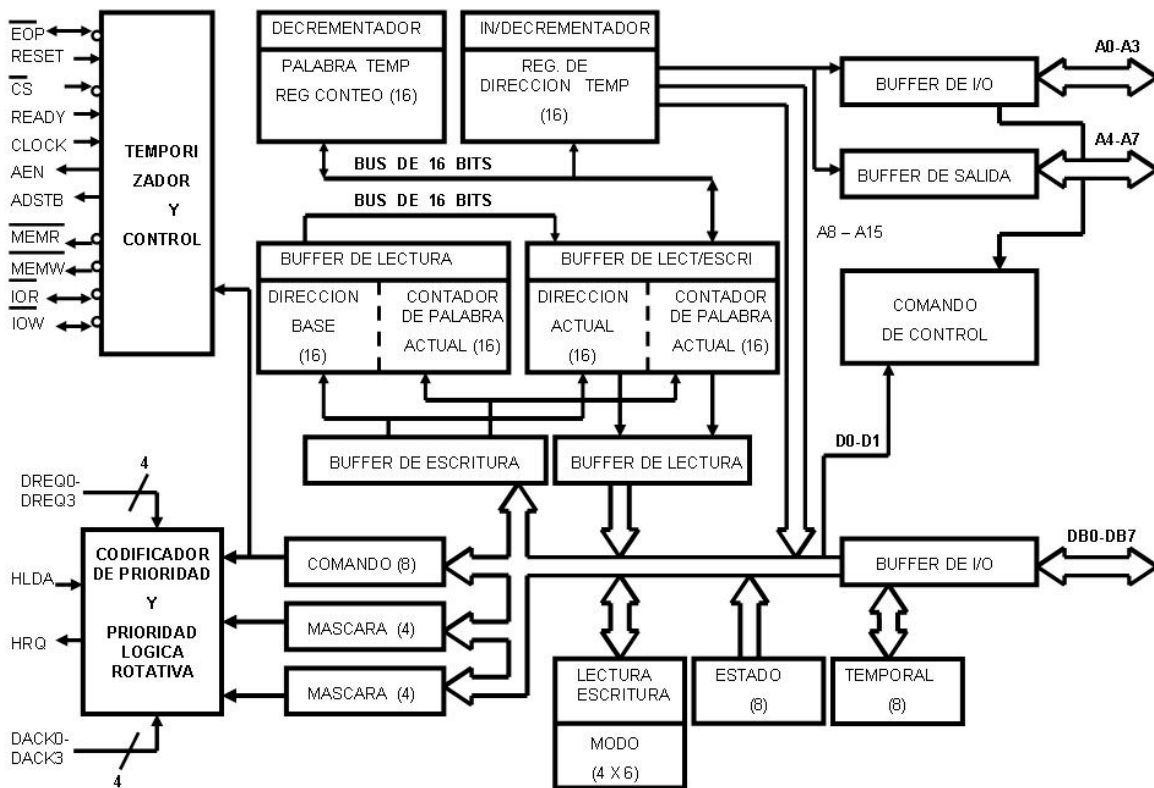 EOP
RESET
CS
READY
CLOCK
AEN
ADSTB
MEMR
MEMW
IOR
IOW
TEMPORI
ZADOR
Y
CONTROL
DECREMENTADOR
PALABRA TEMP
REG CONTEO (16)
IN/DECREMENTADOR
REG. DE
DIRECCION TEMP
(16)
BUS DE 16 BITS
BUS DE 16 BITS
BUFFER DE I/O
A0-A3
BUFFER DE SALIDA
A4-A7
A8 – A15
COMANDO
DE CONTROL
BUFFER DE LECTURA
DIRECCION
BASE
(16)
CONTADOR
DE PALABRA
ACTUAL (16)
BUFFER DE LECT/ESCRI
DIRECCION
ACTUAL
(16)
CONTADOR
DE PALABRA
ACTUAL (16)
BUFFER DE ESCRITURA
BUFFER DE LECTURA
D0-D1
DREQ0-
DREQ3
4
HLDA
HRQ
DACK0-
DACK3
4
CODIFICADOR
DE PRIORIDAD
Y
PRIORIDAD
LOGICA
ROTATIVA
COMANDO (8)
MASCARA (4)
MASCARA (4)
BUFFER DE I/O
DB0-DB7
LECTURA
ESCRITURA
MODO
(4 X 6)
ESTADO
(8)
TEMPORAL
(8)